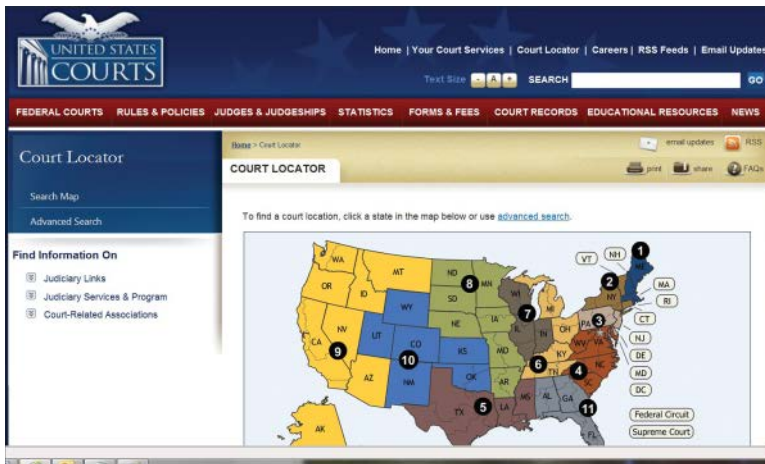 UNITED STATES
COURTS
Home | Your Court Services | Court Locator | Careers | RSS Feeds | Email Updates
Text Size - A + SEARCH GO
FEDERAL COURTS RULES & POLICIES JUDGES & JUDGESHIPS STATISTICS FORMS & FEES COURT RECORDS EDUCATIONAL RESOURCES NEWS
Court Locator
Search Map
Advanced Search
Find Information On
Judiciary Links
Judiciary Services & Program
Court-Related Associations
Home > Court Locator
email updates RSS
COURT LOCATOR
print share FAQs
To find a court location, click a state in the map below or use advanced search.
1
VT NH ME
WA MT ND MN 2
8 MA
OR ID SD WI NY RI
WY 7 MI CT
IA PA 3
NV NE IL IN OH NJ
CA UT CO WV VA DE
9 10 KS MO 6 KY MD
NC DC
AZ NM OK AR TN 4
SC
TX 5 LA MS AL GA 11
Federal Circuit
AK FL Supreme Court